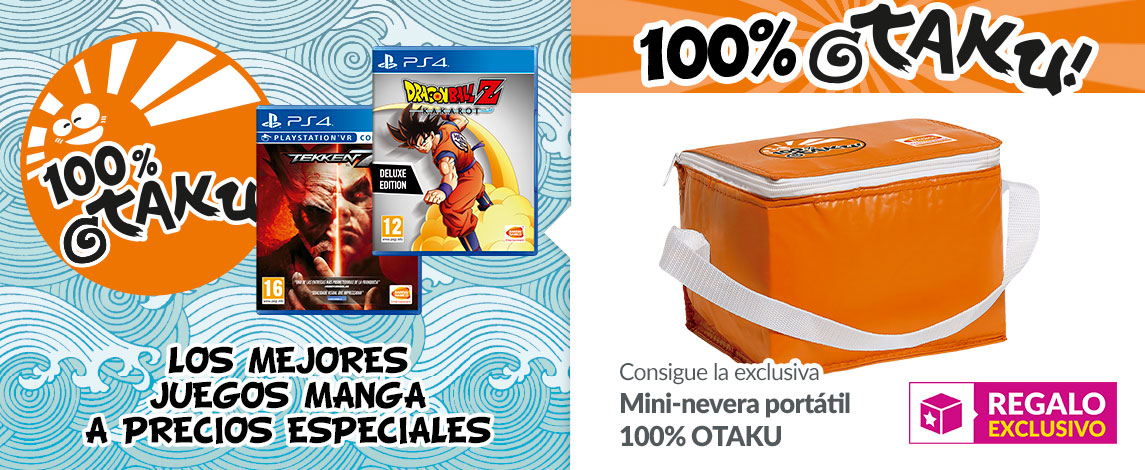 100%
OTAKU
PS4
PLAYSTATION VR
TEKKEN 7
16
PS4
DRAGON BALL Z
KAKAROT
DELUXE
EDITION
12
LOS MEJORES
JUEGOS MANGA
A PRECIOS ESPECIALES
100% OTAKU!
Consigue la exclusiva
Mini-nevera portátil
100% OTAKU
REGALO
EXCLUSIVO